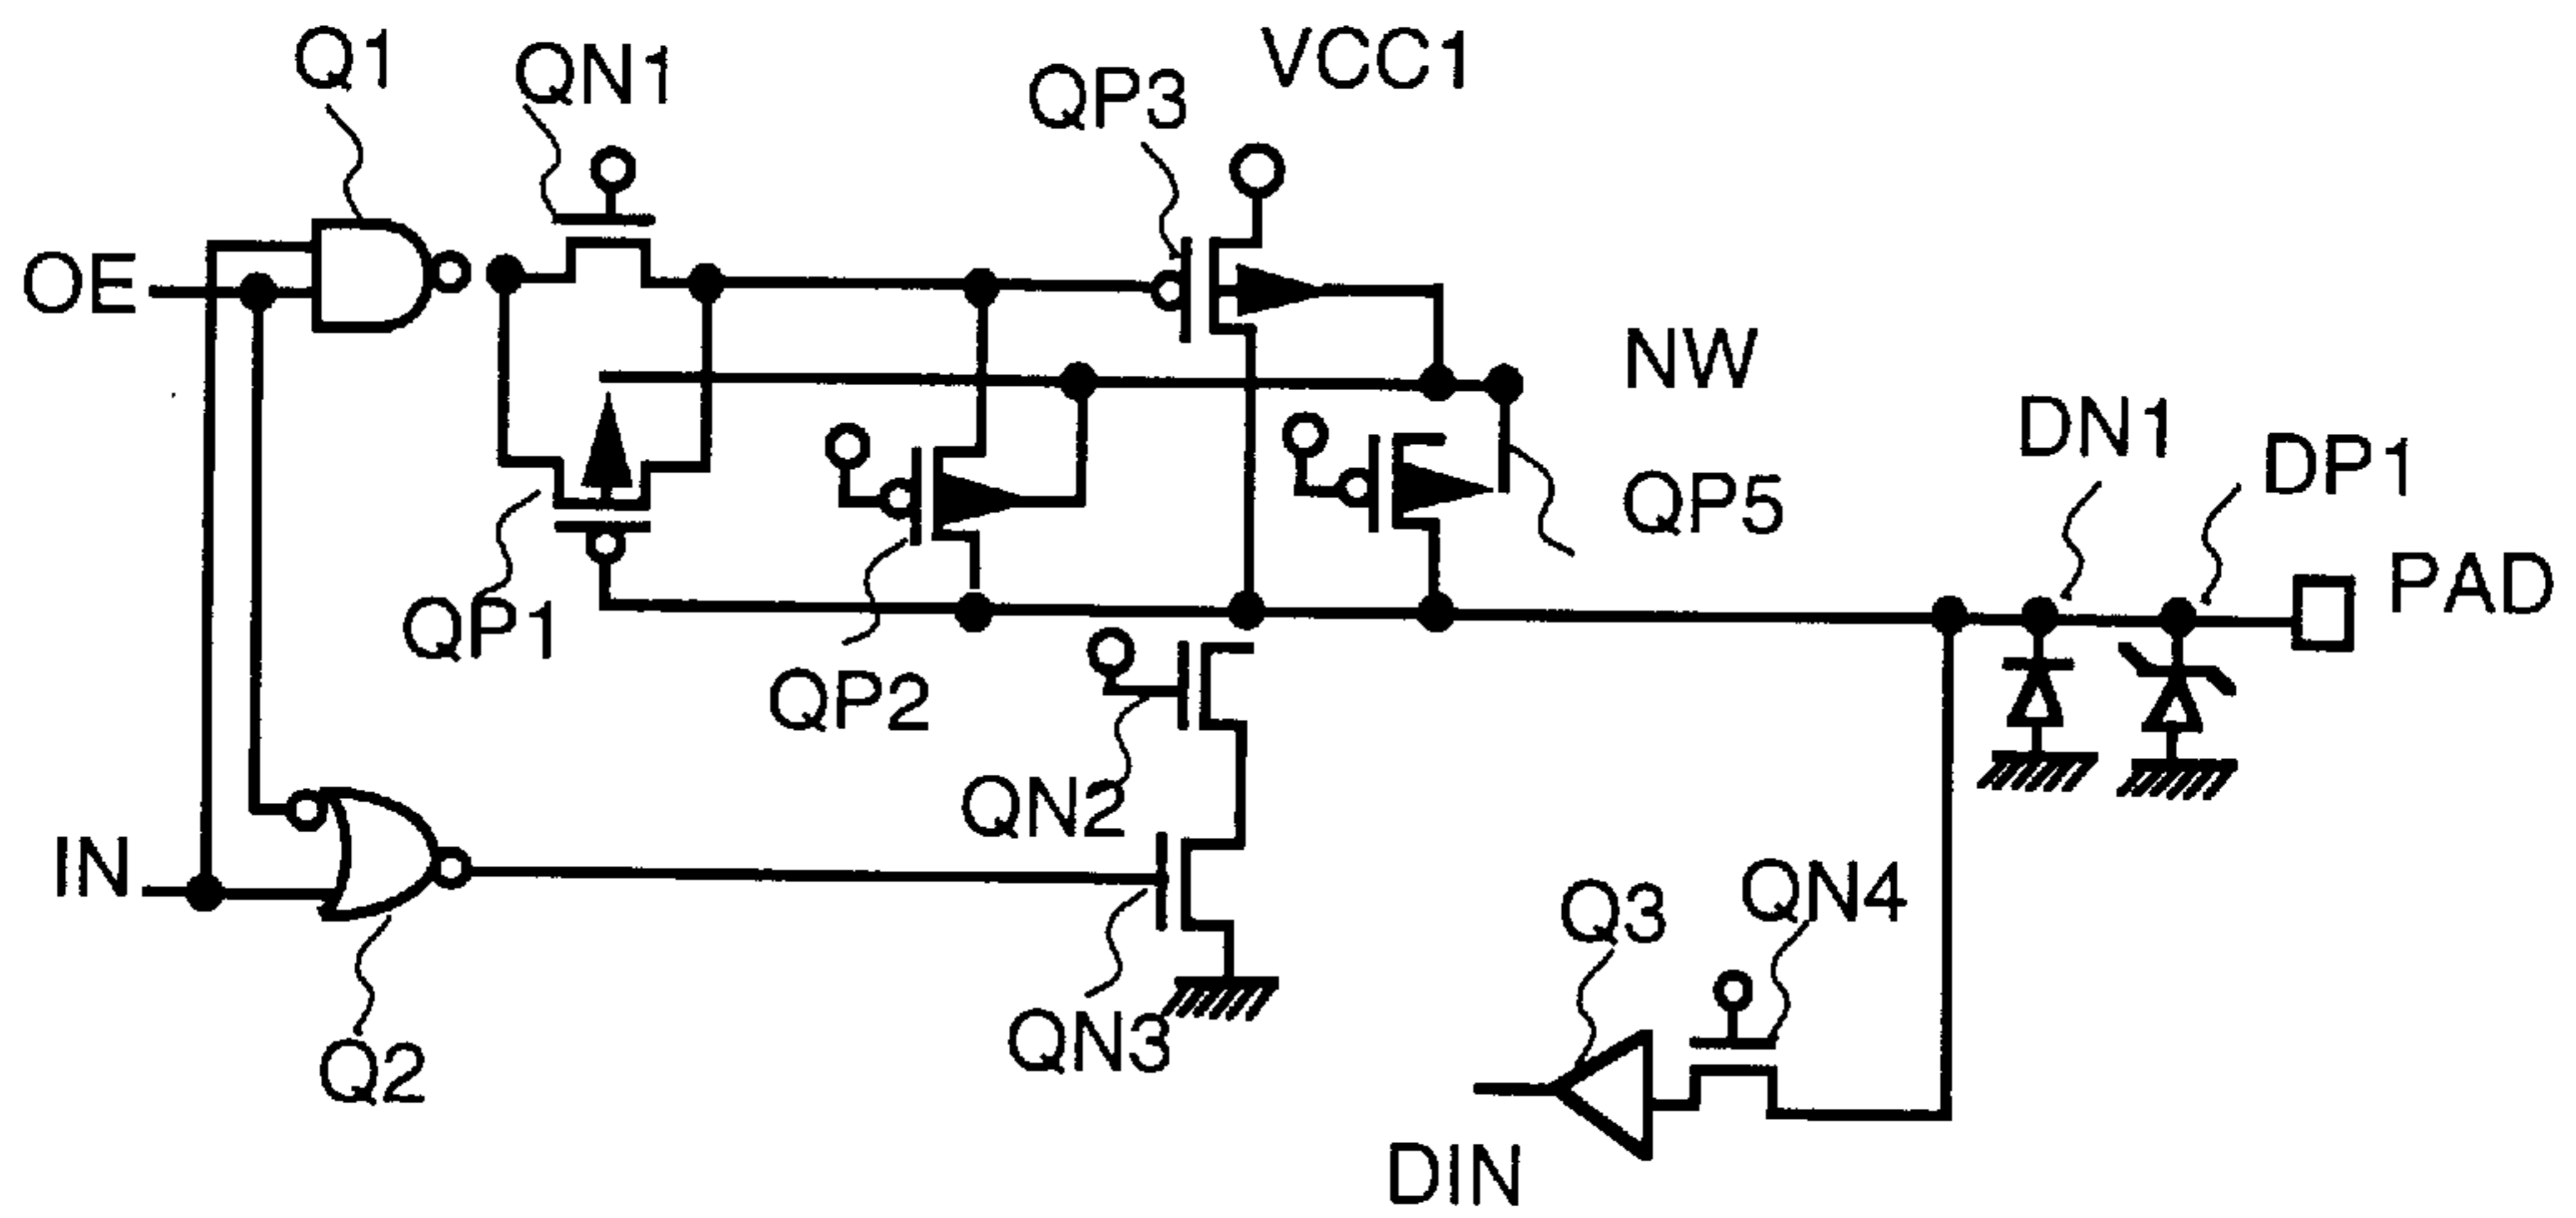 Q1
QN1
QP3
VCC1
OE
NW
DN1
DP1
QP5
PAD
QP1
QP2
QN2
IN
Q3
QN4
QN3
Q2
DIN